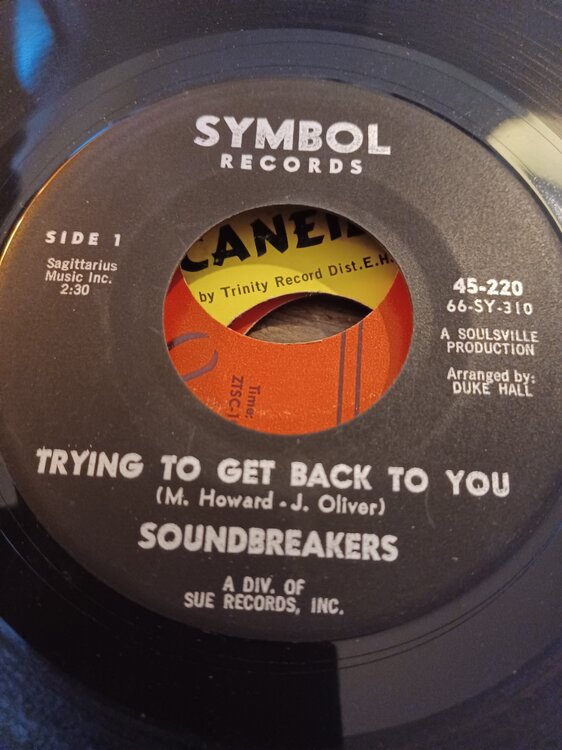 SYMBOL
RECORDS
SIDE 1
Sagittarius
Music Inc.
2:30
by Trinity Record Dist.E.H.
Time:
ZTSC-1
45-220
66-SY-310
A SOULSVILLE
PRODUCTION
Arranged by:
DUKE HALL
TRYING TO GET BACK TO YOU
(M. Howard - J. Oliver)
SOUNDBREAKERS
A DIV. OF
SUE RECORDS, INC.